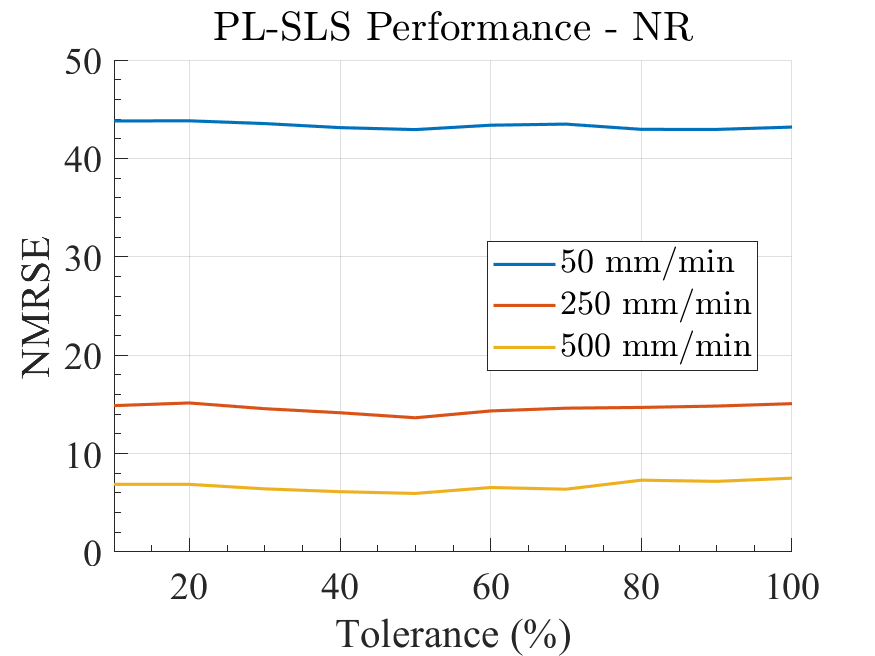 PL-SLS Performance - NR
50
40
30
20
10
0
NMRSE
50 mm/min
250 mm/min
500 mm/min
20 40 60 80 100
Tolerance (%)